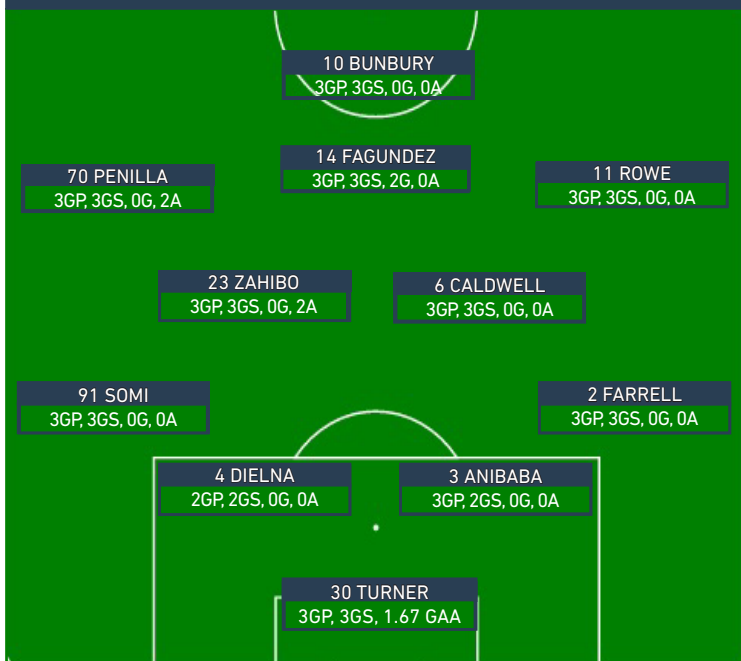 10 BUNBURY
3GP, 3GS, 0G, 0A
14 FAGUNDEZ
3GP, 3GS, 2G, 0A
70 PENILLA
3GP, 3GS, 0G, 2A
11 ROWE
3GP, 3GS, 0G, 0A
23 ZAHIBO
3GP, 3GS, 0G, 2A
6 CALDWELL
3GP, 3GS, 0G, 0A
91 SOMI
3GP, 3GS, 0G, 0A
2 FARRELL
3GP, 3GS, 0G, 0A
4 DIELNA
2GP, 2GS, 0G, 0A
3 ANIBABA
3GP, 2GS, 0G, 0A
30 TURNER
3GP, 3GS, 1.67 GAA